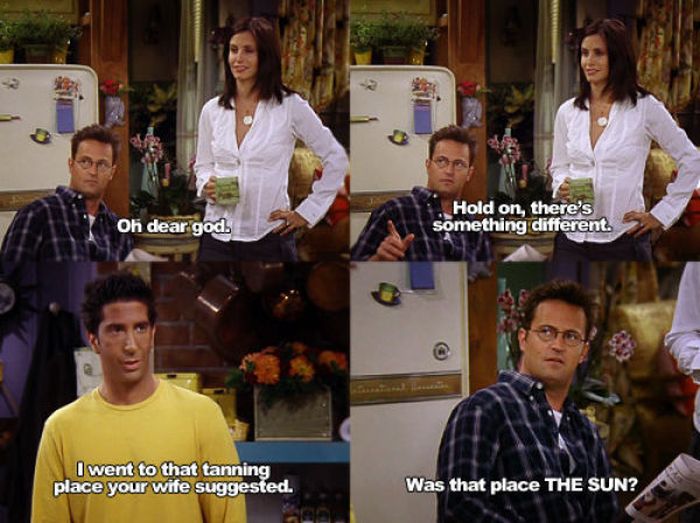 Oh dear god.
Hold on, there's
something different.
I went to that tanning
place your wife suggested.
Was that place THE SUN?